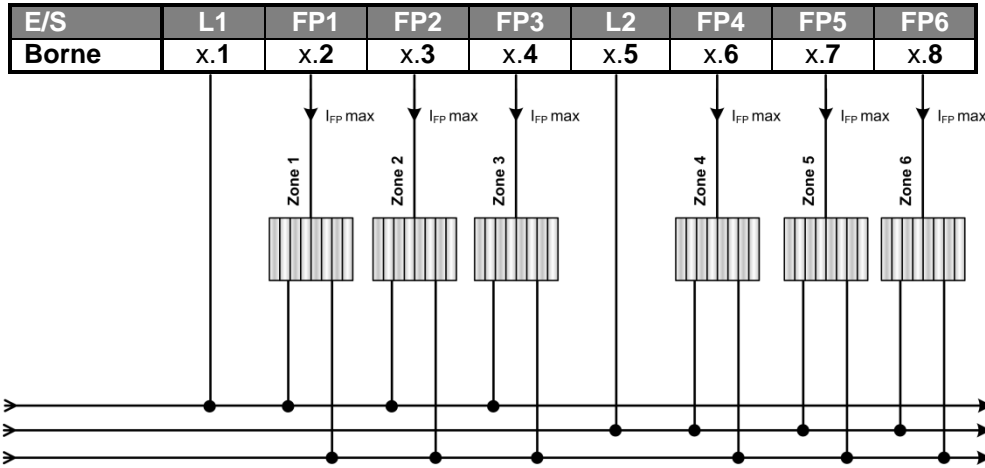 E/S L1 FP1 FP2 FP3 L2 FP4 FP5 FP6
Borne x.1 x.2 x.3 x.4 x.5 x.6 x.7 x.8
IFP max IFP max IFP max IFP max IFP max IFP max
Zone 1 Zone 2 Zone 3 Zone 4 Zone 5 Zone 6